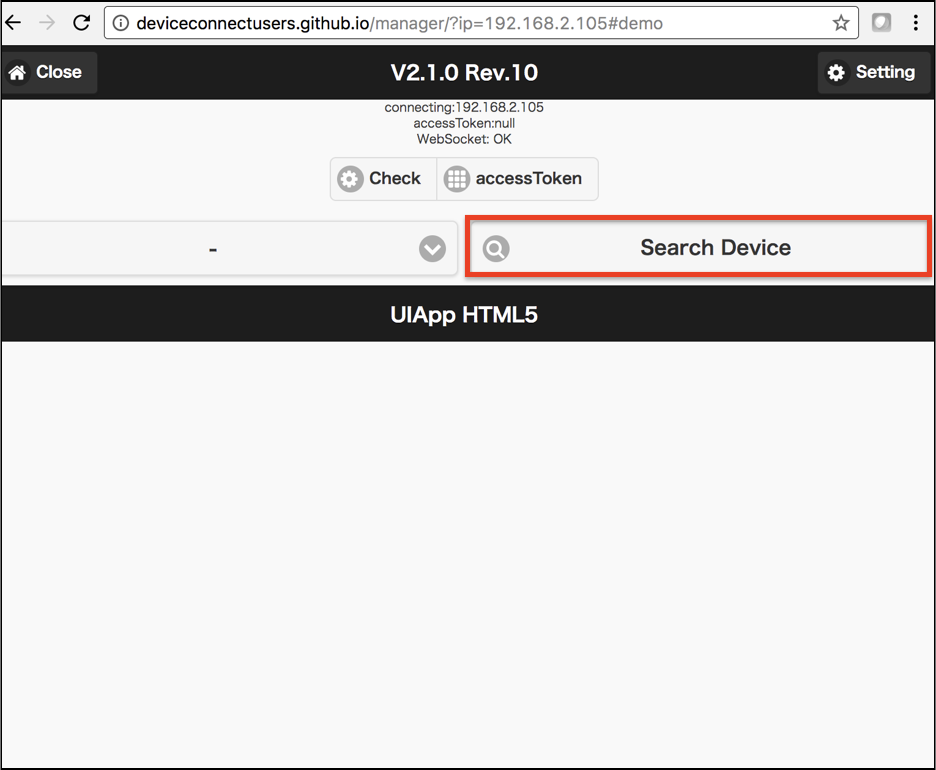 deviceconnectusers.github.io/manager/?ip=192.168.2.105#demo
Close
V2.1.0 Rev.10
Setting
connecting:192.168.2.105
accessToken:null
WebSocket: OK
Check
accessToken
-
Search Device
UIApp HTML5